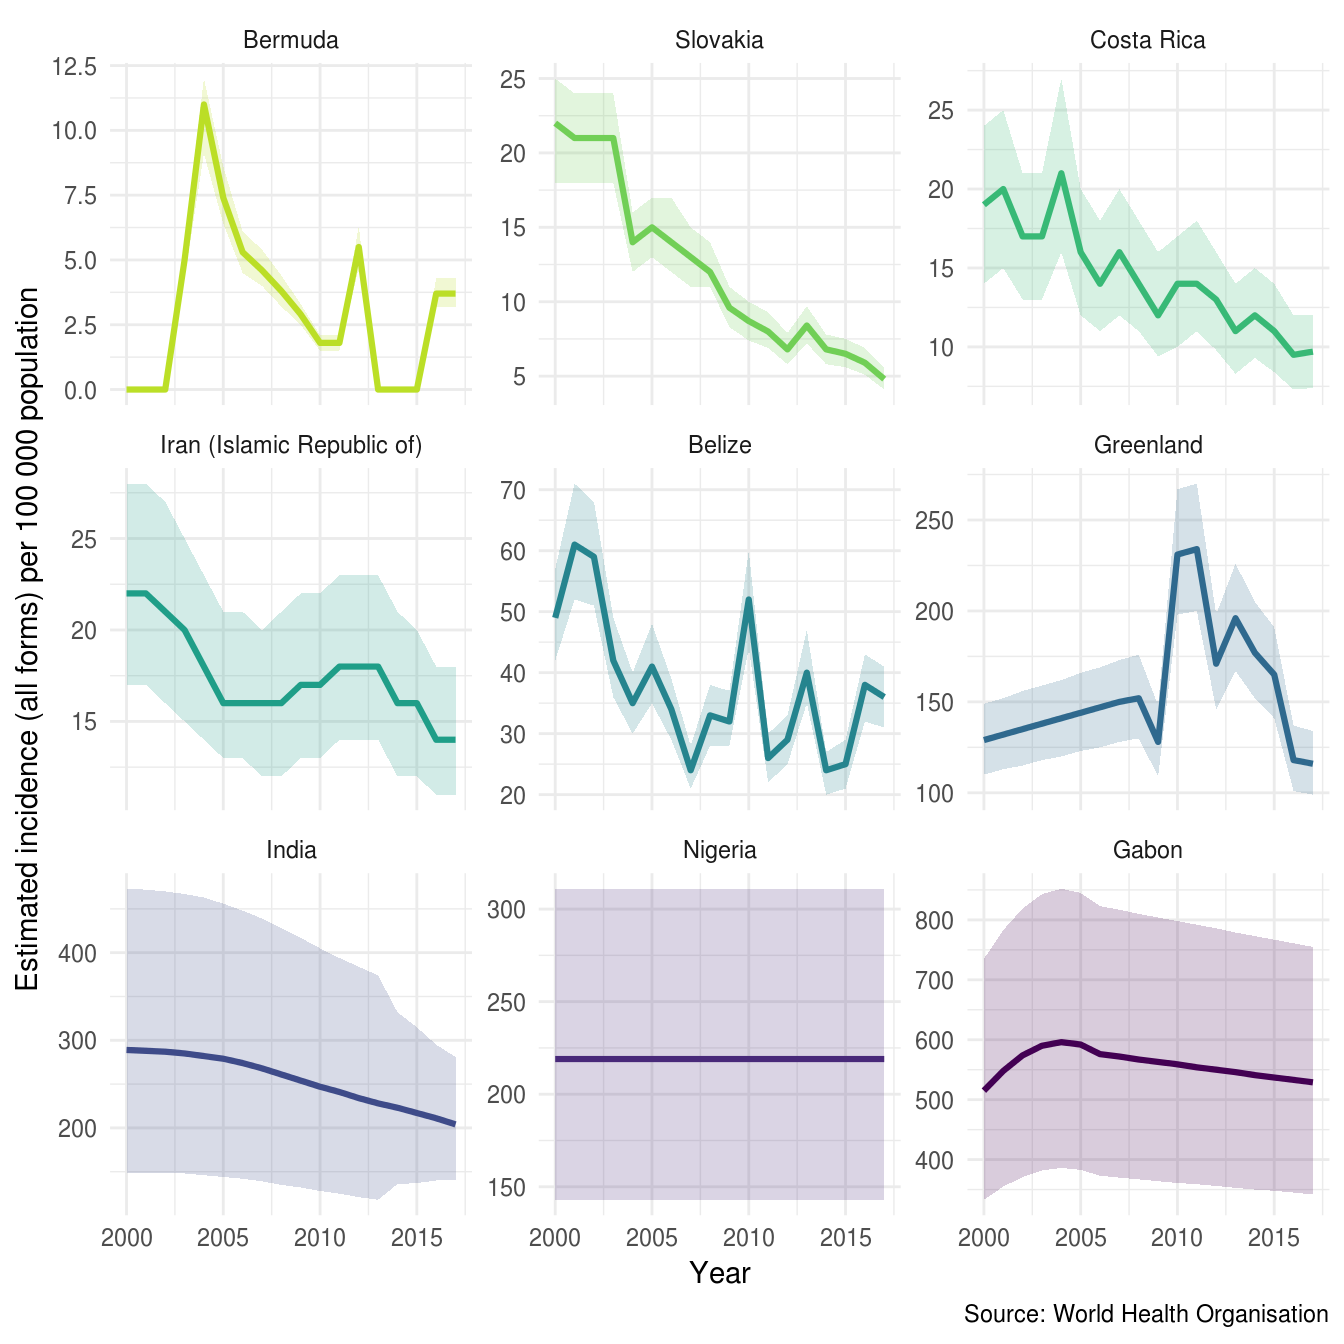 Bermuda
Slovakia
Costa Rica
12.5
10.0
7.5
5.0
2.5
0.0
25
20
15
10
5
25
20
15
10
Iran (Islamic Republic of)
Belize
Greenland
25
20
15
70
60
50
40
30
20
250
200
150
100
India
Nigeria
Gabon
400
300
200
300
250
200
150
800
700
600
500
400
2000 2005 2010 2015
2000 2005 2010 2015
2000 2005 2010 2015
Estimated incidence (all forms) per 100 000 population
Year
Source: World Health Organisation